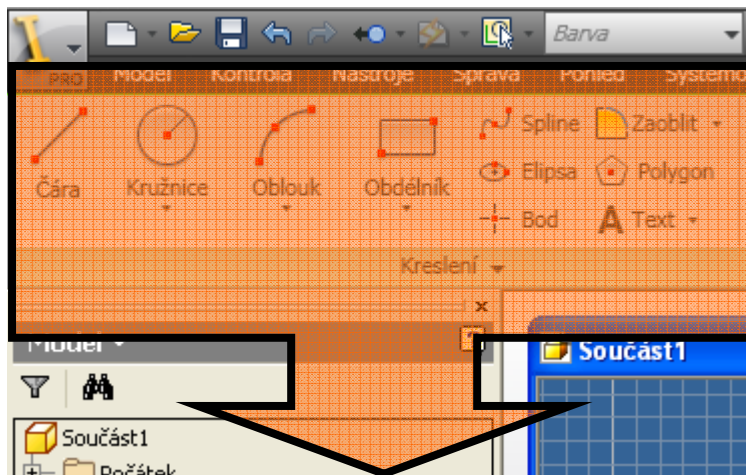 Barva
PRO Model Kontrola Nástroje Správa Pohled Systémo
Spline Zaoblit
Čára Kružnice Oblouk Obdélník Elipsa Polygon
Bod A Text
Kreslení
Model
Součást1
Součást1
Počátek